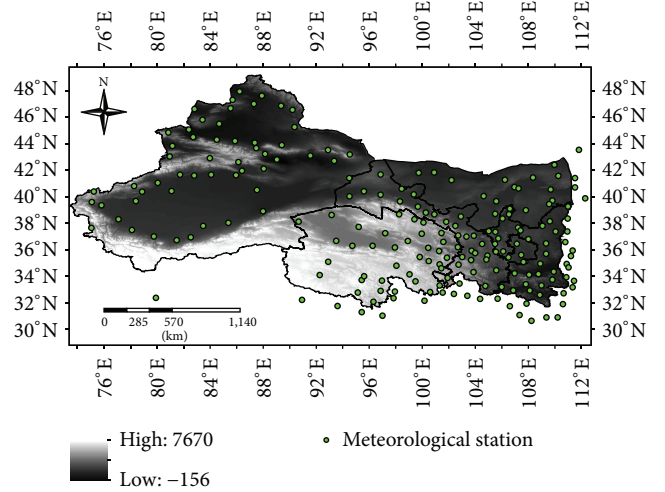 76°E 80°E 84°E 88°E 92°E 96°E 100°E 104°E 108°E 112°E
N
48°N 48°N
46°N 46°N
44°N 44°N
42°N 42°N
40°N 40°N
38°N 38°N
36°N 36°N
34°N 34°N
32°N 32°N
30°N 30°N
0 285 570 1,140
(km)
76°E 80°E 84°E 88°E 92°E 96°E 100°E 104°E 108°E 112°E
High: 7670
Low: −156
Meteorological station